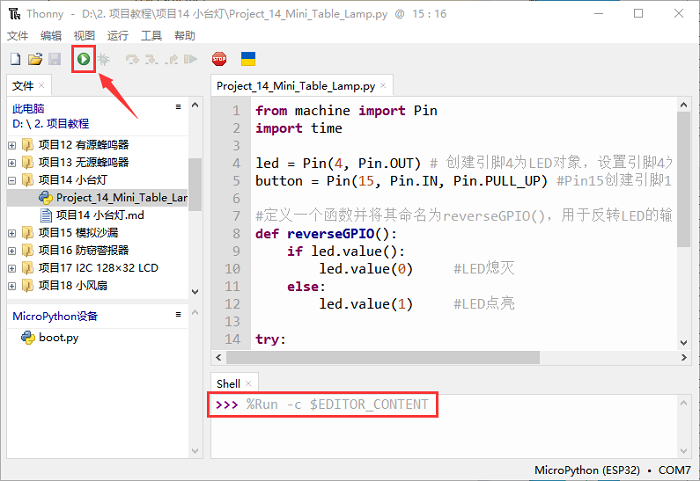 Thonny - D:\2. 项目教程\项目14 小台灯\Project_14_Mini_Table_Lamp.py @ 15 : 16
文件 编辑 视图 运行 工具 帮助
STOP
文件 ×
此电脑
D: \ 2. 项目教程
项目12 有源蜂鸣器
项目13 无源蜂鸣器
项目14 小台灯
Project_14_Mini_Table_Lar
项目14 小台灯.md
项目15 模拟沙漏
项目16 防窃警报器
项目17 I2C 128×32 LCD
项目18 小风扇
MicroPython设备
boot.py
Project_14_Mini_Table_Lamp.py ×
1 from machine import Pin
2 import time
3
4 led = Pin(4, Pin.OUT) # 创建引脚4为LED对象，设置引脚4为
5 button = Pin(15, Pin.IN, Pin.PULL_UP) #Pin15创建引脚1
6
7 #定义一个函数并将其命名为reverseGPIO()，用于反转LED的输
8 def reverseGPIO():
9 if led.value():
10 led.value(0) #LED熄灭
11 else:
12 led.value(1) #LED点亮
13
14 try:
Shell ×
>>> %Run -c $EDITOR_CONTENT
MicroPython (ESP32) • COM7